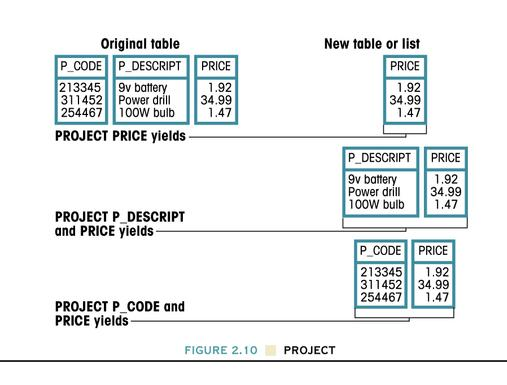 Original table
New table or list
P_CODE P_DESCRIPT PRICE
213345 9v battery 1.92
311452 Power drill 34.99
254467 100W bulb 1.47
PRICE
1.92
34.99
1.47
PROJECT PRICE yields
P_DESCRIPT PRICE
9v battery 1.92
Power drill 34.99
100W bulb 1.47
PROJECT P_DESCRIPT
and PRICE yields
P_CODE PRICE
213345 1.92
311452 34.99
254467 1.47
PROJECT P_CODE and
PRICE yields
FIGURE 2.10 PROJECT